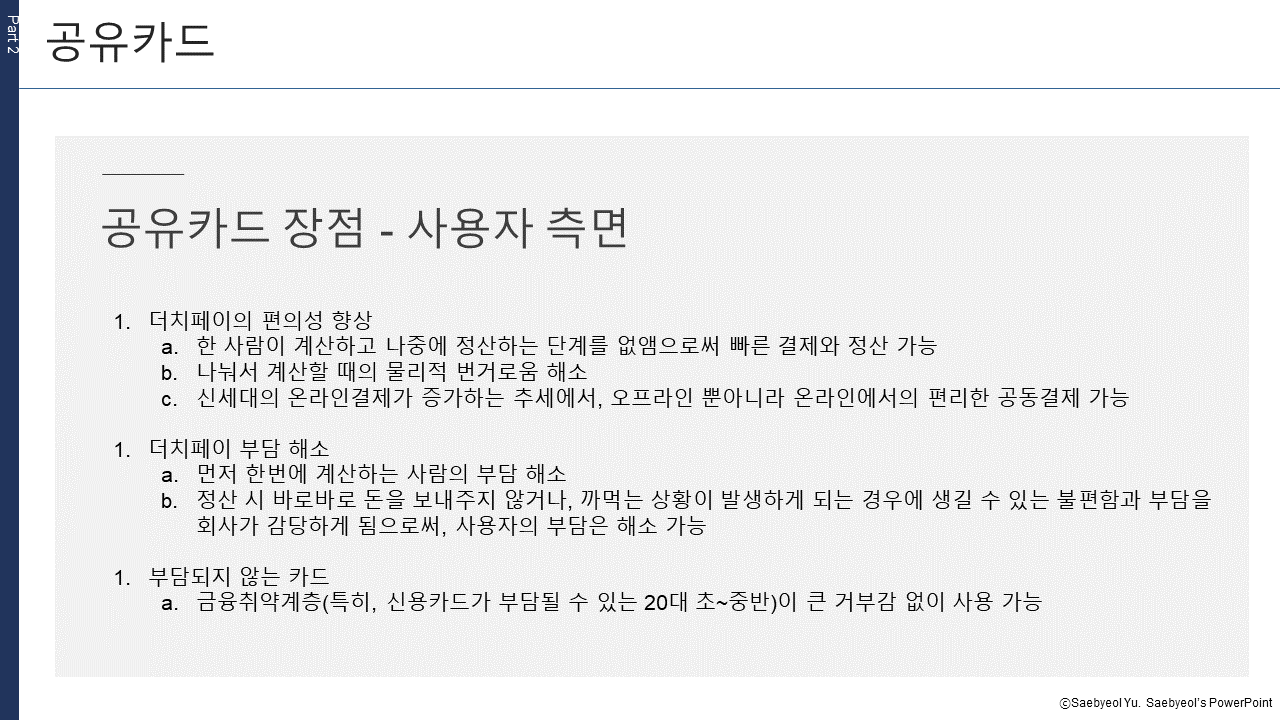 Part 2
공유카드
공유카드 장점 - 사용자 측면
1. 더치페이의 편의성 향상
a. 한 사람이 계산하고 나중에 정산하는 단계를 없앰으로써 빠른 결제와 정산 가능
b. 나눠서 계산할 때의 물리적 번거로움 해소
c. 신세대의 온라인결제가 증가하는 추세에서, 오프라인 뿐아니라 온라인에서의 편리한 공동결제 가능
1. 더치페이 부담 해소
a. 먼저 한번에 계산하는 사람의 부담 해소
b. 정산 시 바로바로 돈을 보내주지 않거나, 까먹는 상황이 발생하게 되는 경우에 생길 수 있는 불편함과 부담을
회사가 감당하게 됨으로써, 사용자의 부담은 해소 가능
1. 부담되지 않는 카드
a. 금융취약계층(특히, 신용카드가 부담될 수 있는 20대 초~중반)이 큰 거부감 없이 사용 가능
ⓒSaebyeol Yu. Saebyeol's PowerPoint